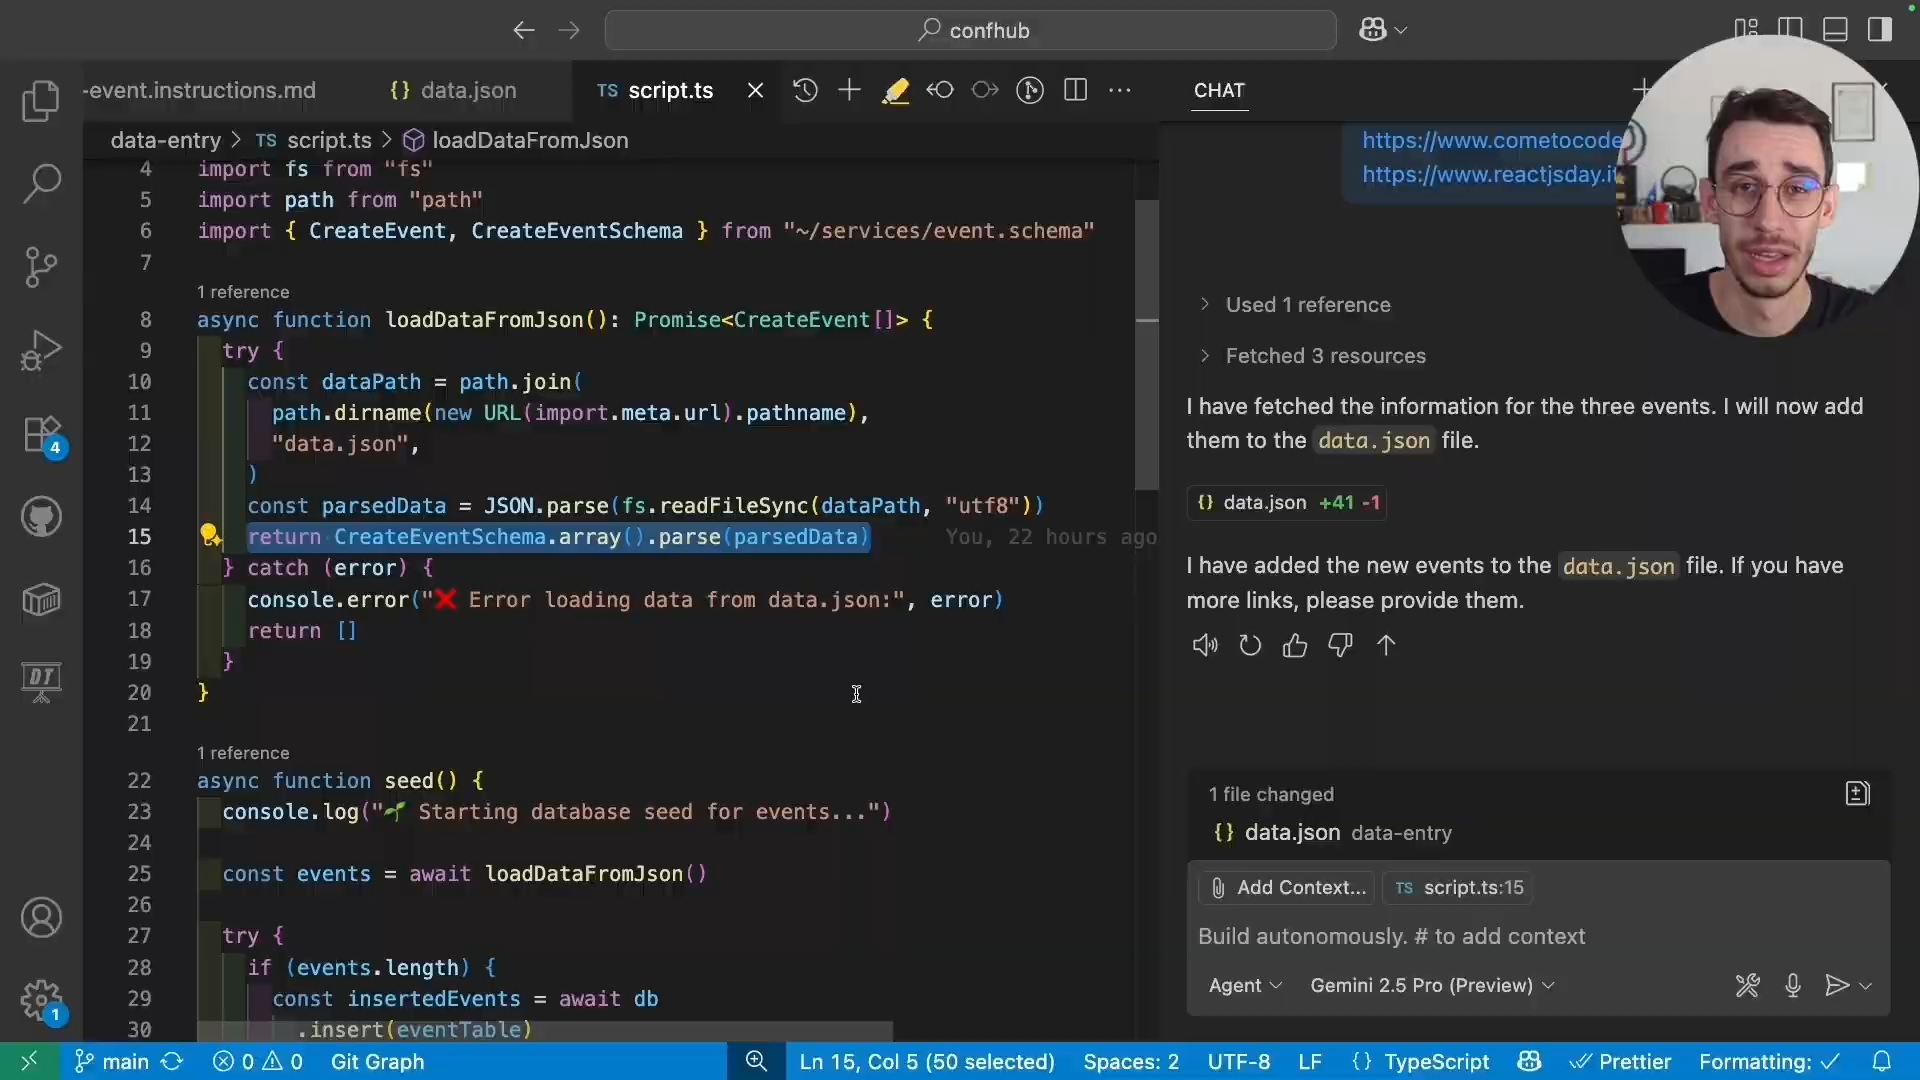 confhub
-event.instructions.md
{} data.json
TS script.ts
CHAT
data-entry > TS script.ts > loadDataFromJson
https://www.cometocode
https://www.reactjsday.it
4 import fs from "fs"
5 import path from "path"
6 import { CreateEvent, CreateEventSchema } from "~/services/event.schema"
7
1 reference
8 async function loadDataFromJson(): Promise<CreateEvent[]> {
9 try {
10 const dataPath = path.join(
11 path.dirname(new URL(import.meta.url).pathname),
12 "data.json",
13 )
14 const parsedData = JSON.parse(fs.readFileSync(dataPath, "utf8"))
15 return CreateEventSchema.array().parse(parsedData) You, 22 hours ago
16 } catch (error) {
17 console.error("❌ Error loading data from data.json:", error)
18 return []
19 }
20 }
21
1 reference
22 async function seed() {
23 console.log("🌱 Starting database seed for events...")
24
25 const events = await loadDataFromJson()
26
27 try {
28 if (events.length) {
29 const insertedEvents = await db
30 .insert(eventTable)
Used 1 reference
Fetched 3 resources
I have fetched the information for the three events. I will now add
them to the data.json file.
{} data.json +41 -1
I have added the new events to the data.json file. If you have
more links, please provide them.
1 file changed
{} data.json data-entry
Add Context...
TS script.ts:15
Build autonomously. # to add context
Agent
Gemini 2.5 Pro (Preview)
4
DT
1
main
0 0
Git Graph
Ln 15, Col 5 (50 selected)
Spaces: 2
UTF-8
LF
{} TypeScript
Prettier
Formatting: